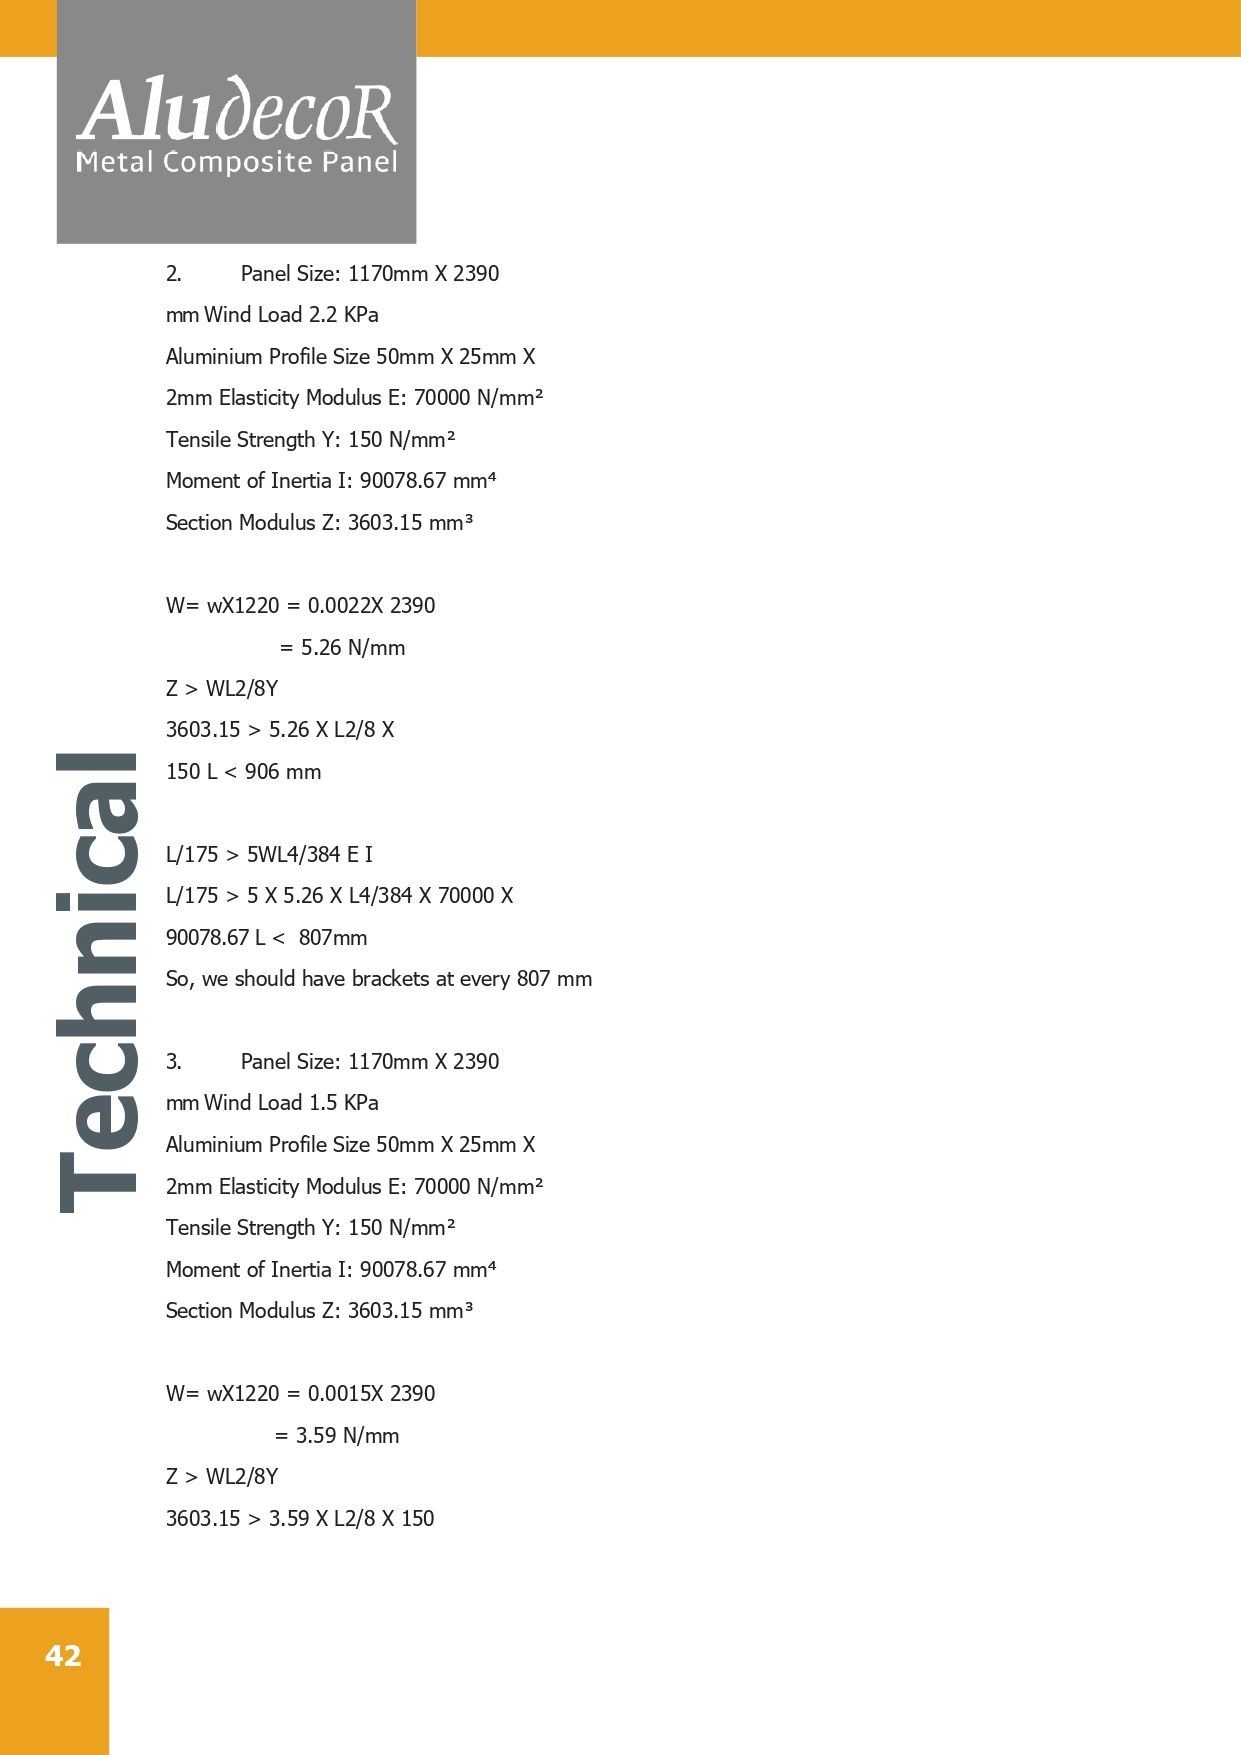 AludecoR
Metal Composite Panel
2. Panel Size: 1170mm X 2390
mm Wind Load 2.2 KPa
Aluminium Profile Size 50mm X 25mm X
2mm Elasticity Modulus E: 70000 N/mm²
Tensile Strength Y: 150 N/mm²
Moment of Inertia I: 90078.67 mm⁴
Section Modulus Z: 3603.15 mm³
W= wX1220 = 0.0022X 2390
= 5.26 N/mm
Z > WL2/8Y
3603.15 > 5.26 X L2/8 X
150 L < 906 mm
L/175 > 5WL4/384 E I
L/175 > 5 X 5.26 X L4/384 X 70000 X
90078.67 L < 807mm
So, we should have brackets at every 807 mm
3. Panel Size: 1170mm X 2390
mm Wind Load 1.5 KPa
Aluminium Profile Size 50mm X 25mm X
2mm Elasticity Modulus E: 70000 N/mm²
Tensile Strength Y: 150 N/mm²
Moment of Inertia I: 90078.67 mm⁴
Section Modulus Z: 3603.15 mm³
W= wX1220 = 0.0015X 2390
= 3.59 N/mm
Z > WL2/8Y
3603.15 > 3.59 X L2/8 X 150
Technical
42